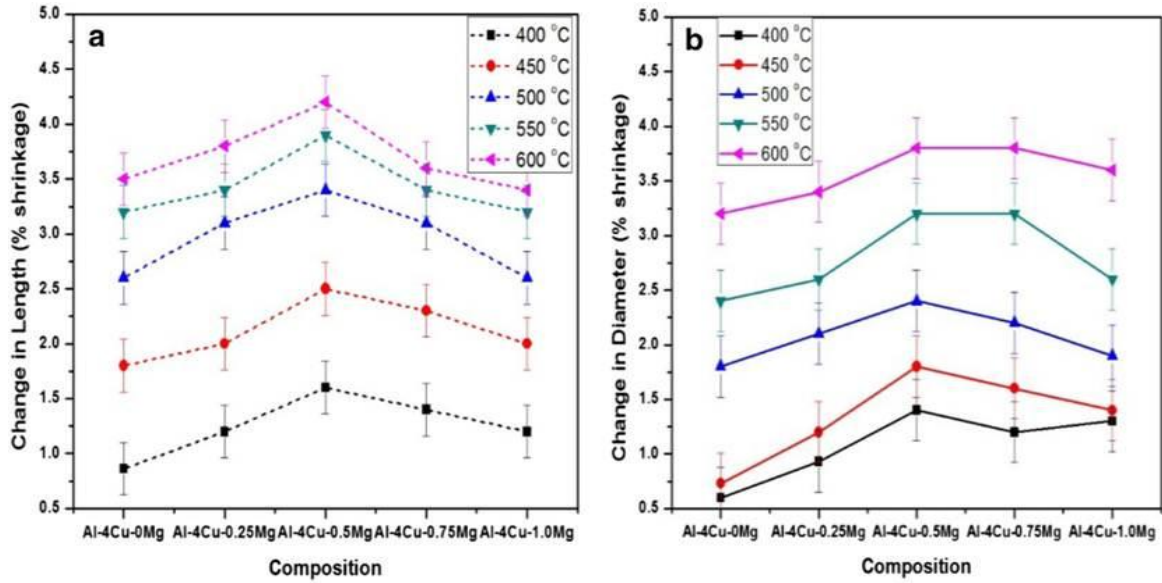 a
400 °C
450 °C
500 °C
550 °C
600 °C
Change in Length (% shrinkage)
5.0
4.5
4.0
3.5
3.0
2.5
2.0
1.5
1.0
0.5
Al-4Cu-0Mg Al-4Cu-0.25Mg Al-4Cu-0.5Mg Al-4Cu-0.75Mg Al-4Cu-1.0Mg
Composition
b
400 °C
450 °C
500 °C
550 °C
600 °C
Change in Diameter (% shrinkage)
5.0
4.5
4.0
3.5
3.0
2.5
2.0
1.5
1.0
0.5
Al-4Cu-0Mg Al-4Cu-0.25Mg Al-4Cu-0.5Mg Al-4Cu-0.75Mg Al-4Cu-1.0Mg
Composition